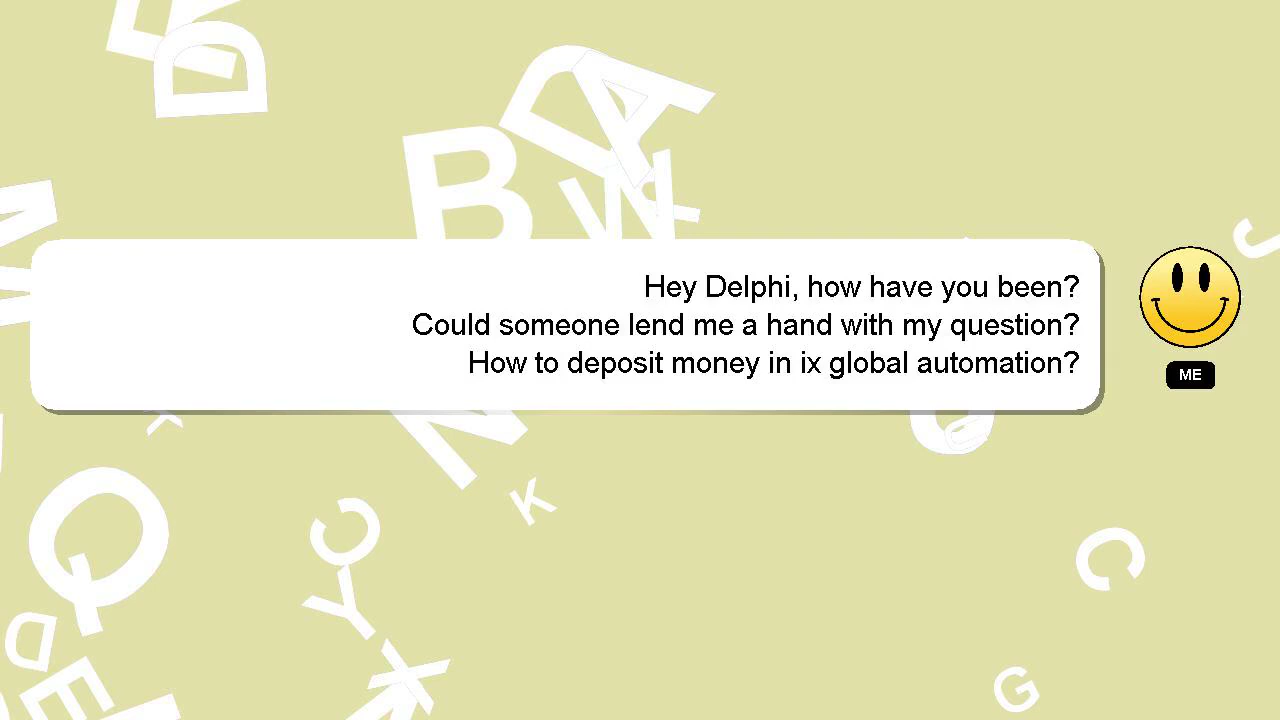 Hey Delphi, how have you been?
Could someone lend me a hand with my question?
How to deposit money in ix global automation?
ME